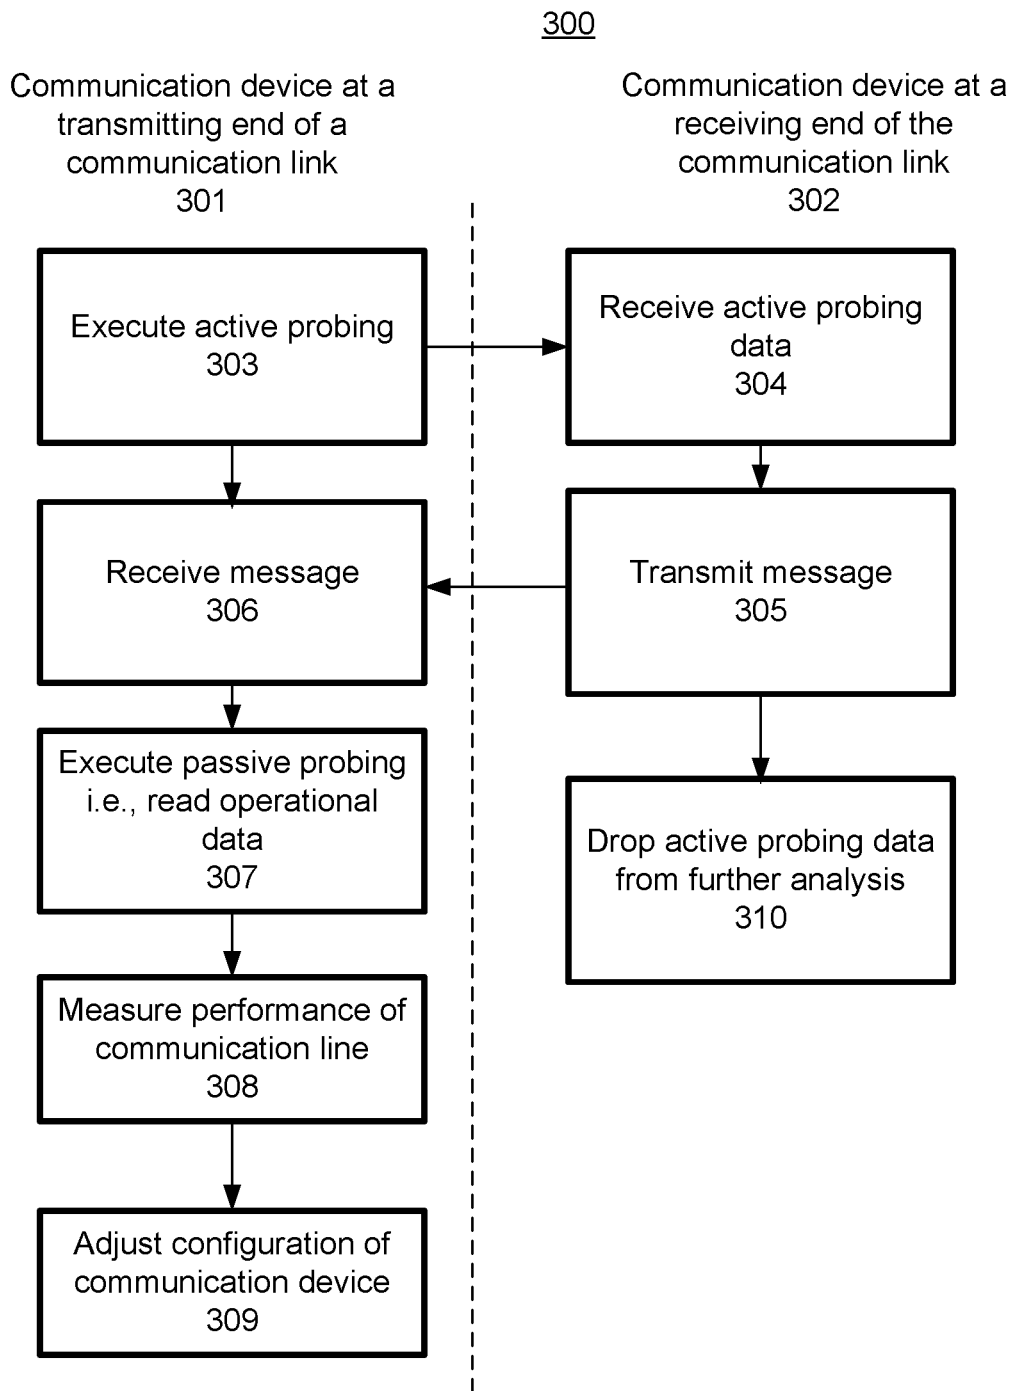 300
Communication device at a
transmitting end of a
communication link
301
Communication device at a
receiving end of the
communication link
302
Execute active probing
303
Receive active probing
data
304
Receive message
306
Transmit message
305
Execute passive probing
i.e., read operational
data
307
Drop active probing data
from further analysis
310
Measure performance of
communication line
308
Adjust configuration of
communication device
309